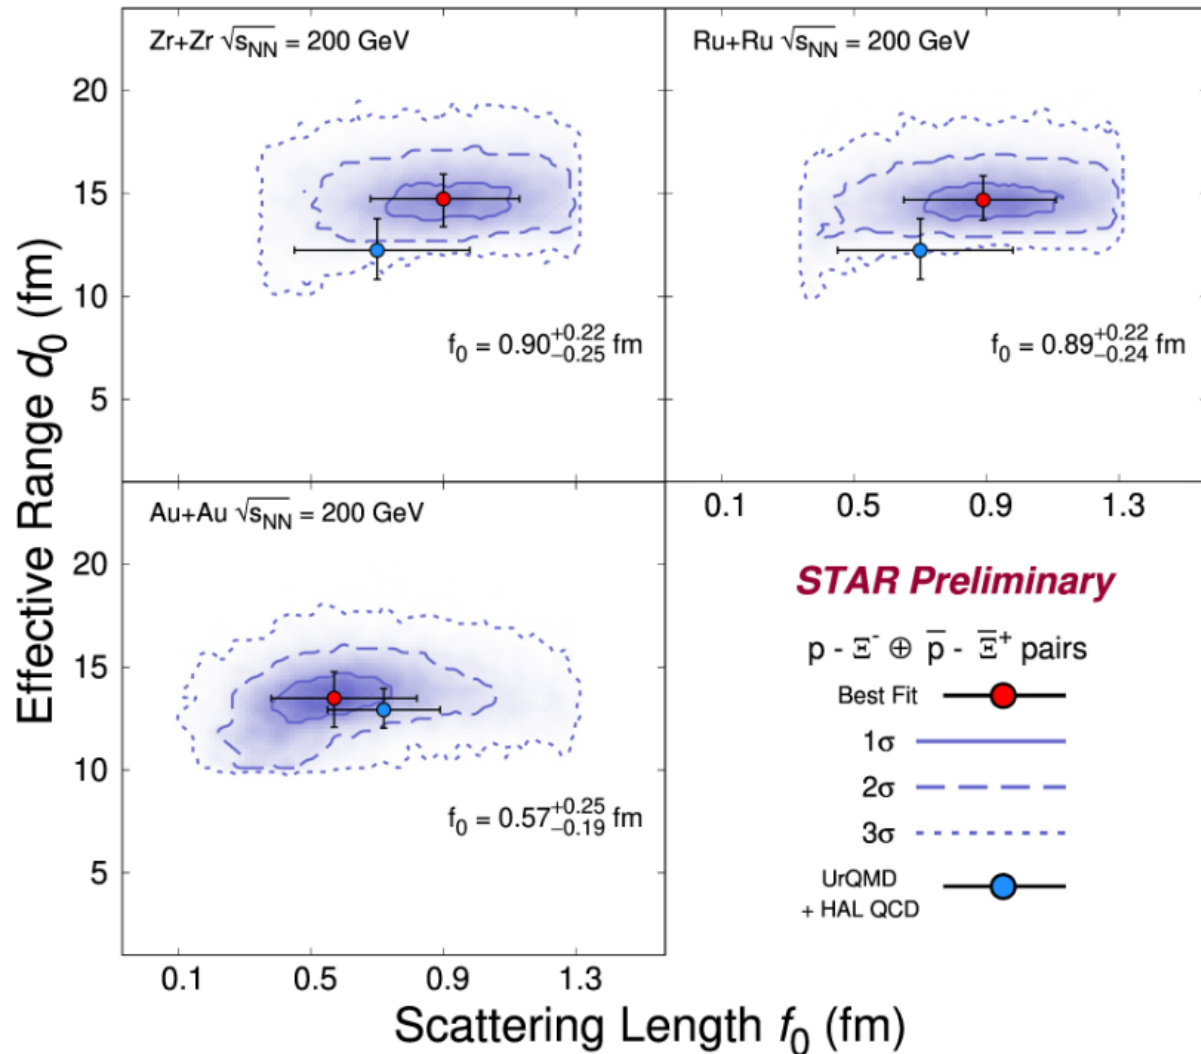 Zr+Zr √sNN = 200 GeV
Ru+Ru √sNN = 200 GeV
20
15
10
5
f0 = 0.90 +0.22 −0.25 fm
f0 = 0.89 +0.22 −0.24 fm
Effective Range d0 (fm)
Au+Au √sNN = 200 GeV
0.1 0.5 0.9 1.3
20
15
10
5
f0 = 0.57 +0.25 −0.19 fm
STAR Preliminary
p - Ξ- ⊕ p̅ - Ξ̅+ pairs
Best Fit
1σ
2σ
3σ
UrQMD
+ HAL QCD
0.1 0.5 0.9 1.3
Scattering Length f0 (fm)